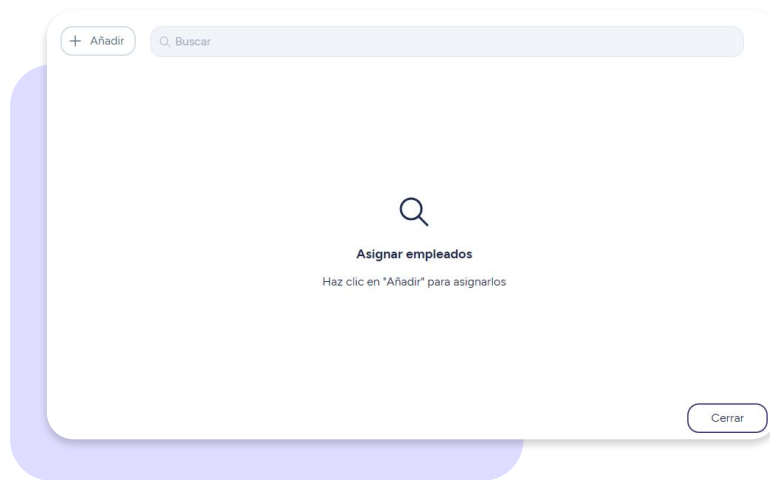 Añadir
Buscar
Asignar empleados
Haz clic en "Añadir" para asignarlos
Cerrar